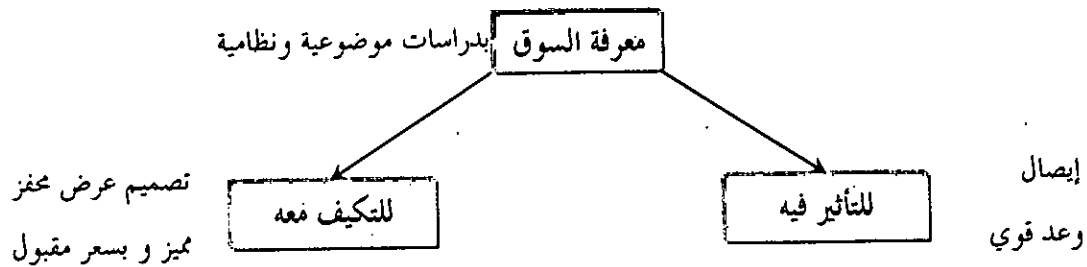 معرفة السوق بدراسات موضوعية ونظامية
إيصال
وعد قوي
للتأثير فيه
للتكيف معه
تصميم عرض محفز
مميز و بسعر مقبول